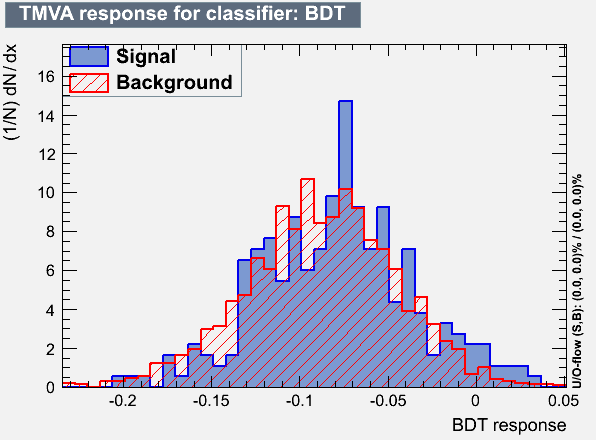 TMVA response for classifier: BDT
Signal
Background
(1/N) dN / dx
16
14
12
10
8
6
4
2
0
-0.2
-0.15
-0.1
-0.05
0
0.05
BDT response
U/O-flow (S,B): (0.0, 0.0)% / (0.0, 0.0)%